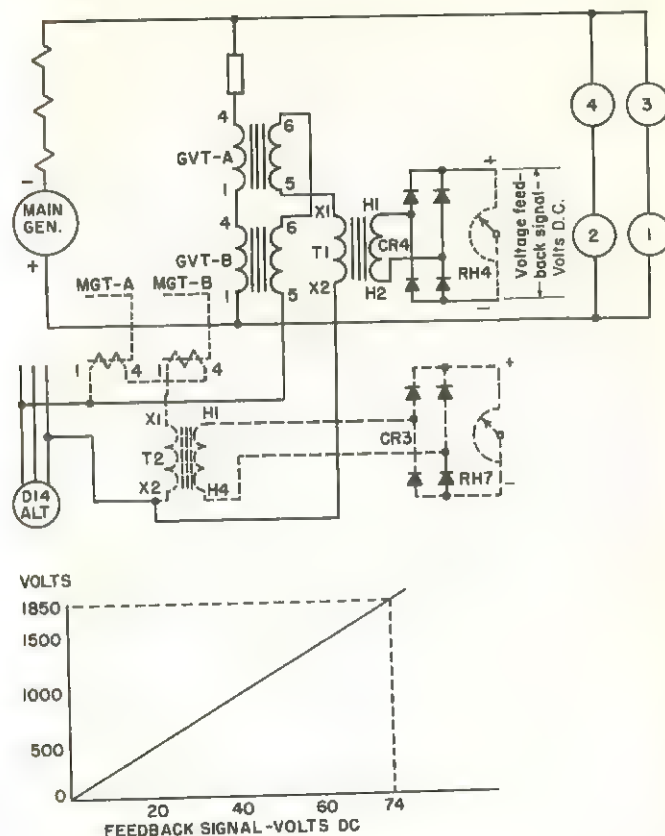 4
6
GVT-A
1
5
4
6
GVT-B
1
5
-
MAIN
GEN.
+
X1
T1
X2
H1
CR4
H2
+
RH4
-
Voltage feed-
back signal-
Volts D.C.
4
3
2
1
MGT-A
MGT-B
1
4
4
X1
H1
T2
X2
H4
CR3
+
RH7
-
D14
ALT
VOLTS
1850
1500
1000
500
0
20
40
60
74
FEEDBACK SIGNAL-VOLTS DC